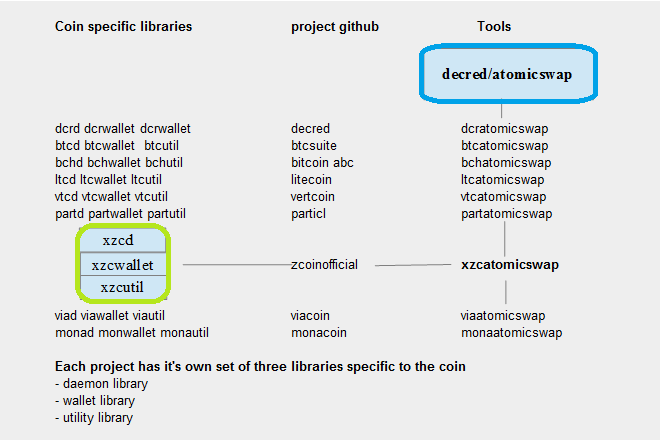 Coin specific libraries project github Tools
decred/atomicswap
dcrd dcrwallet dcrwallet decred dcratomicswap
btcd btcwallet btcutil btcsuite btcatomicswap
bchd bchwallet bchutil bitcoin abc bchatomicswap
ltcd ltcwallet ltcutil litecoin ltcatomicswap
vtcd vtcwallet vtcutil vertcoin vtcatomicswap
partd partwallet partutil particl partatomicswap
xzcd
xzcwallet zcoinofficial xzcatomicswap
xzcutil
viad viawallet viautil viacoin viaatomicswap
monad monwallet monautil monacoin monaatomicswap
Each project has it's own set of three libraries specific to the coin
- daemon library
- wallet library
- utility library